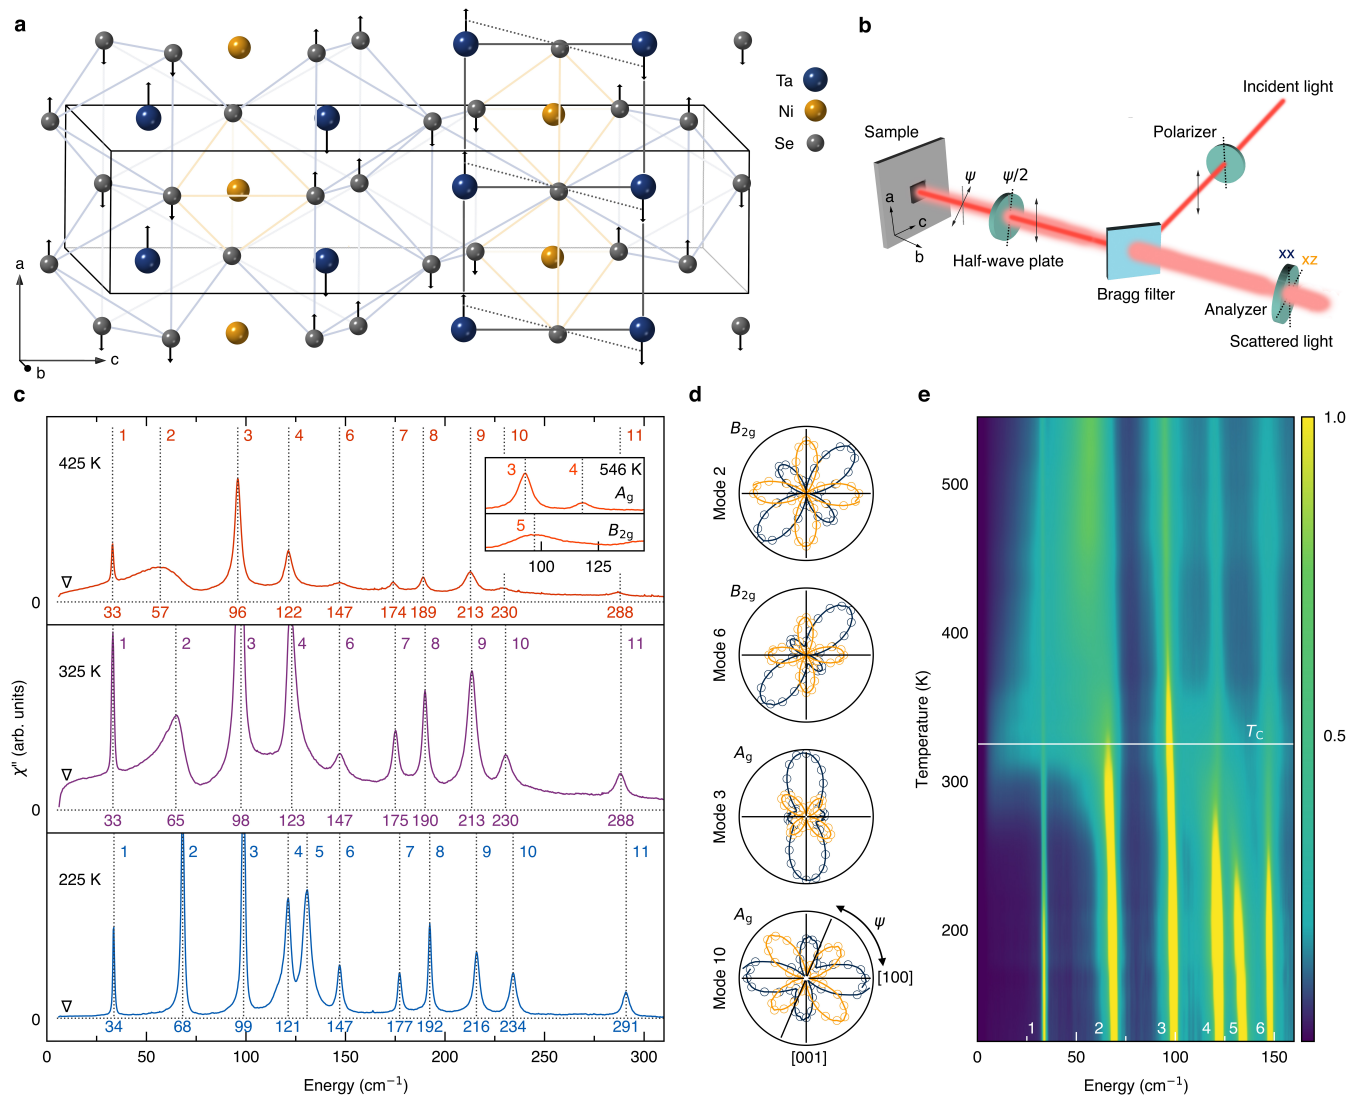 a
Ta
Ni
Se
a
c
b
b
Incident light
Polarizer
Sample
ψ
ψ/2
a
c
b
Half-wave plate
Bragg filter
xx xz
Analyzer
Scattered light
c
χ'' (arb. units)
425 K
1 2 3 4 6 7 8 9 10 11
∇
0
33 57 96 122 147 174 189 213 230 288
3 4 546 K
Ag
5 B2g
100 125
325 K
1 2 3 4 6 7 8 9 10 11
∇
0
33 65 98 123 147 175 190 213 230 288
225 K
1 2 3 4 5 6 7 8 9 10 11
∇
0
34 68 99 121 147 177 192 216 234 291
0 50 100 150 200 250 300
Energy (cm⁻¹)
d
B2g
Mode 2
B2g
Mode 6
Ag
Mode 3
Ag
Mode 10
ψ
[100]
[001]
e
1.0
0.5
500
400
300
200
Temperature (K)
TC
1 2 3 4 5 6
0 50 100 150
Energy (cm⁻¹)